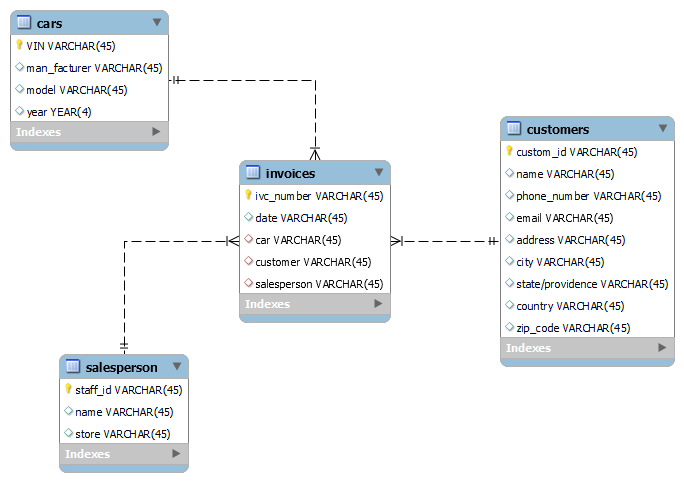 cars
VIN VARCHAR(45)
man_facturer VARCHAR(45)
model VARCHAR(45)
year YEAR(4)
Indexes
invoices
ivc_number VARCHAR(45)
date VARCHAR(45)
car VARCHAR(45)
customer VARCHAR(45)
salesperson VARCHAR(45)
Indexes
customers
custom_id VARCHAR(45)
name VARCHAR(45)
phone_number VARCHAR(45)
email VARCHAR(45)
address VARCHAR(45)
city VARCHAR(45)
state/providence VARCHAR(45)
country VARCHAR(45)
zip_code VARCHAR(45)
Indexes
salesperson
staff_id VARCHAR(45)
name VARCHAR(45)
store VARCHAR(45)
Indexes